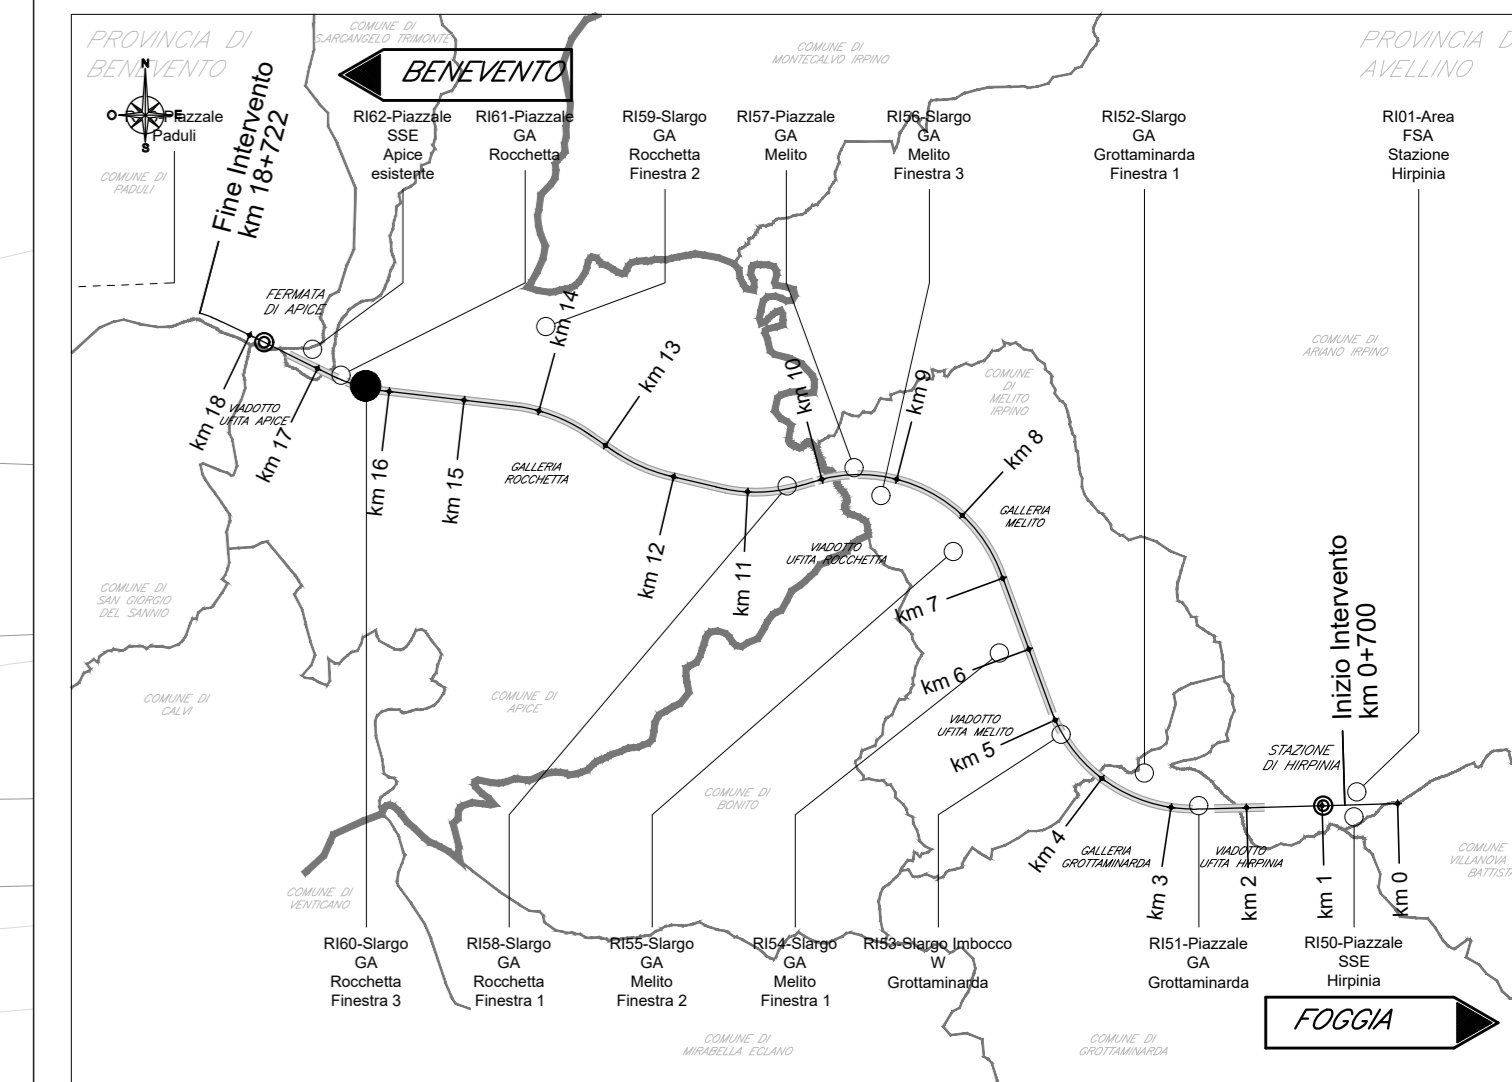 PROVINCIA DI
BENEVENTO
COMUNE DI
S.ARCANGELO TRIMONTE
BENEVENTO
COMUNE DI
MONTECALVO IRPINO
AVELLINO
N
O
E
S
Piazzale
Paduli
COMUNE DI
PADULI
Fine Intervento
km 18+722
RI62-Piazzale
SSE
Apice
esistente
RI61-Piazzale
GA
Rocchetta
RI59-Slargo
GA
Rocchetta
Finestra 2
RI57-Piazzale
GA
Melito
RI56-Slargo
GA
Melito
Finestra 3
RI52-Slargo
GA
Grottaminarda
Finestra 1
RI01-Area
FSA
Stazione
Hirpinia
FERMATA
DI APICE
VIADOTTO
UFITA APICE
km 18
km 17
km 16
km 15
km 14
km 13
km 12
km 11
km 10
km 9
km 8
km 7
km 6
km 5
km 4
km 3
km 2
km 1
km 0
GALLERIA
ROCCHETTA
VIADOTTO
UFITA ROCCHETTA
GALLERIA
MELITO
COMUNE
DI
MELITO
IRPINO
COMUNE DI
ARIANO IRPINO
COMUNE DI
SAN GIORGIO
DEL SANNIO
COMUNE DI
CALVI
COMUNE DI
APICE
VIADOTTO
UFITA MELITO
COMUNE DI
BONITO
Inizio Intervento
km 0+700
STAZIONE
DI HIRPINIA
GALLERIA
GROTTAMINARDA
VIADOTTO
UFITA HIRPINIA
COMUNE
VILLANOVA
COMUNE DI
VENTICANO
RI60-Slargo
GA
Rocchetta
Finestra 3
RI58-Slargo
GA
Rocchetta
Finestra 1
RI55-Slargo
GA
Melito
Finestra 2
RI54-Slargo
GA
Melito
Finestra 1
RI53-Slargo Imbocco
W
Grottaminarda
RI51-Piazzale
GA
Grottaminarda
RI50-Piazzale
SSE
Hirpinia
FOGGIA
COMUNE DI
MIRABELLA ECLANO
COMUNE DI
GROTTAMINARDA